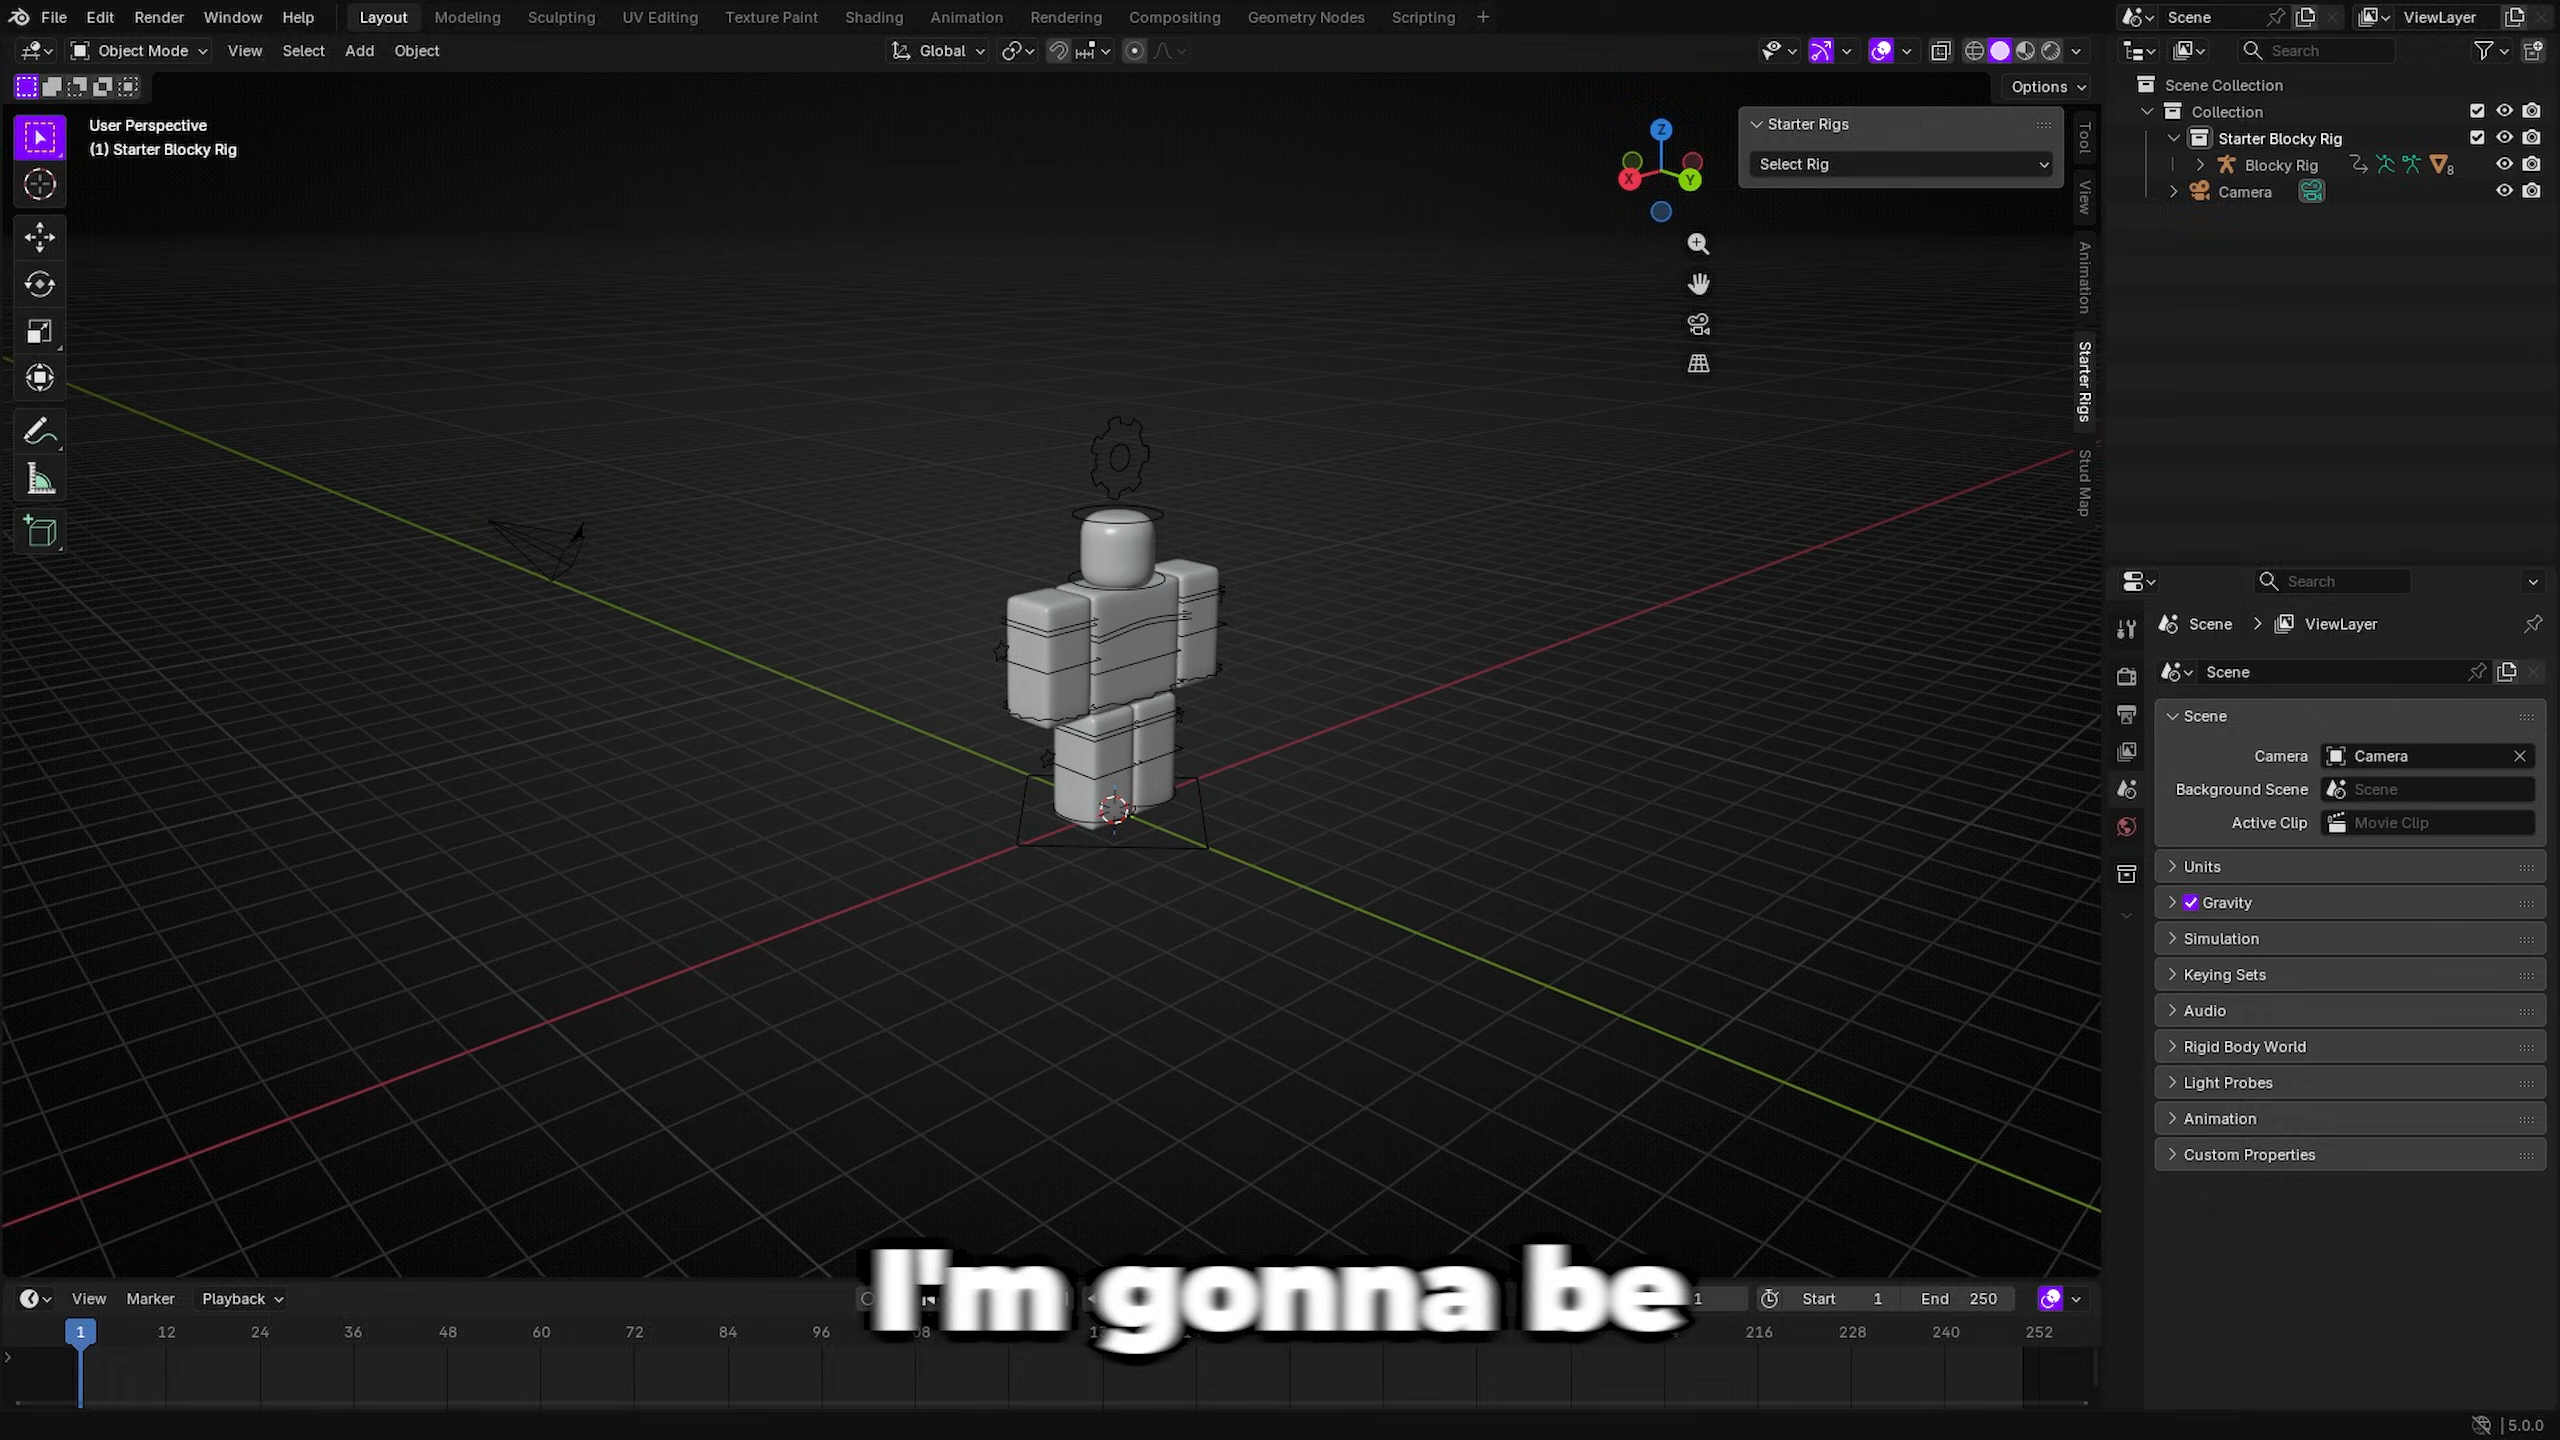 File Edit Render Window Help Layout Modeling Sculpting UV Editing Texture Paint Shading Animation Rendering Compositing Geometry Nodes Scripting + Scene ViewLayer
Object Mode View Select Add Object Global Search
Options
User Perspective
(1) Starter Blocky Rig
Z
X
Y
Starter Rigs
Select Rig
Tool
View
Animation
Starter Rigs
Stud Map
Scene Collection
Collection
Starter Blocky Rig
Blocky Rig 8
Camera
Search
Scene > ViewLayer
Scene
Scene
Camera Camera
Background Scene Scene
Active Clip Movie Clip
Units
Gravity
Simulation
Keying Sets
Audio
Rigid Body World
Light Probes
Animation
Custom Properties
I'm gonna be
View Marker Playback 1 Start 1 End 250
1 12 24 36 48 60 72 84 96 216 228 240 252
5.0.0